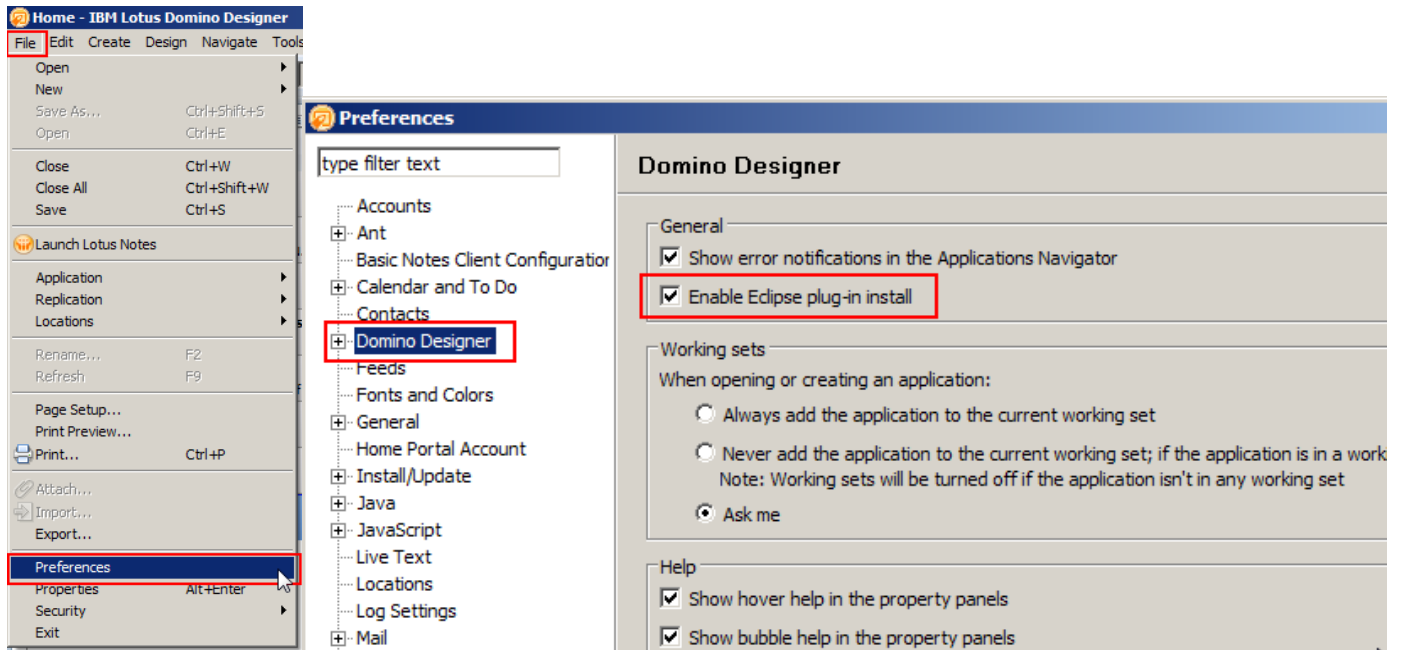 Home - IBM Lotus Domino Designer
File Edit Create Design Navigate Tools
Open
New
Save As... Ctrl+Shift+S
Open Ctrl+E
Close Ctrl+W
Close All Ctrl+Shift+W
Save Ctrl+S
Launch Lotus Notes
Application
Replication
Locations
Rename... F2
Refresh F9
Page Setup...
Print Preview...
Print... Ctrl+P
Attach...
Import...
Export...
Preferences
Properties Alt+Enter
Security
Exit
Preferences
type filter text
Accounts
Ant
Basic Notes Client Configuration
Calendar and To Do
Contacts
Domino Designer
Feeds
Fonts and Colors
General
Home Portal Account
Install/Update
Java
JavaScript
Live Text
Locations
Log Settings
Mail
Domino Designer
General
Show error notifications in the Applications Navigator
Enable Eclipse plug-in install
Working sets
When opening or creating an application:
Always add the application to the current working set
Never add the application to the current working set; if the application is in a work
Note: Working sets will be turned off if the application isn't in any working set
Ask me
Help
Show hover help in the property panels
Show bubble help in the property panels